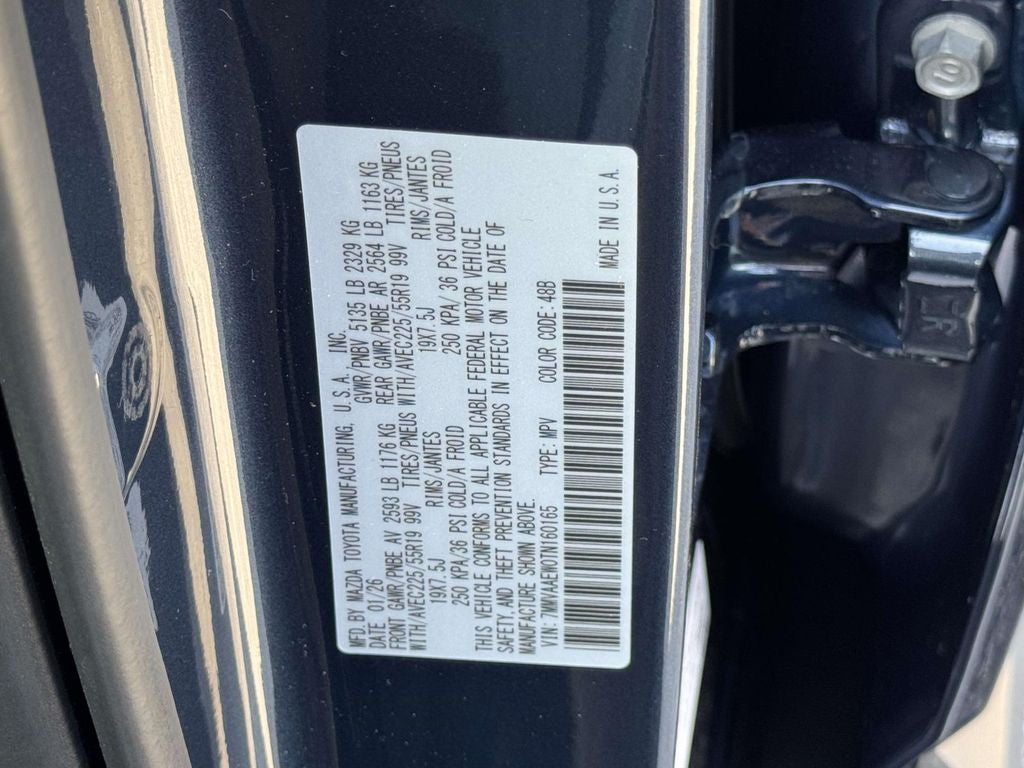 MFD. BY MAZDA TOYOTA MANUFACTURING, U.S.A., INC.
DATE 01/26 GVWR/PNBV 5135 LB 2329 KG
FRONT GAWR/PNBE AV 2593 LB 1176 KG REAR GAWR/PNBE AR 2564 LB 1163 KG
WITH/AVEC225/55R19 99V TIRES/PNEUS WITH/AVEC225/55R19 99V TIRES/PNEUS
19X7.5J RIMS/JANTES 19X7.5J RIMS/JANTES
250 KPA/36 PSI COLD/A FROID 250 KPA/ 36 PSI COLD/A FROID
THIS VEHICLE CONFORMS TO ALL APPLICABLE FEDERAL MOTOR VEHICLE
SAFETY, AND THEFT PREVENTION STANDARDS IN EFFECT ON THE DATE OF
MANUFACTURE SHOWN ABOVE.
VIN: 7MMVAAEW0TN160165 TYPE: MPV COLOR CODE: 48B
MADE IN U.S.A.
CR